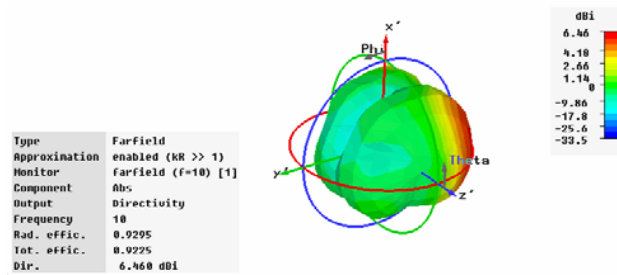 dBi
6.46
4.18
2.66
1.14
0
-9.86
-17.8
-25.6
-33.5
x'
Phi
y'
Theta
z'
Type Farfield
Approximation enabled (kR >> 1)
Monitor farfield (f=10) [1]
Component Abs
Output Directivity
Frequency 10
Rad. effic. 0.9295
Tot. effic. 0.9225
Dir. 6.460 dBi